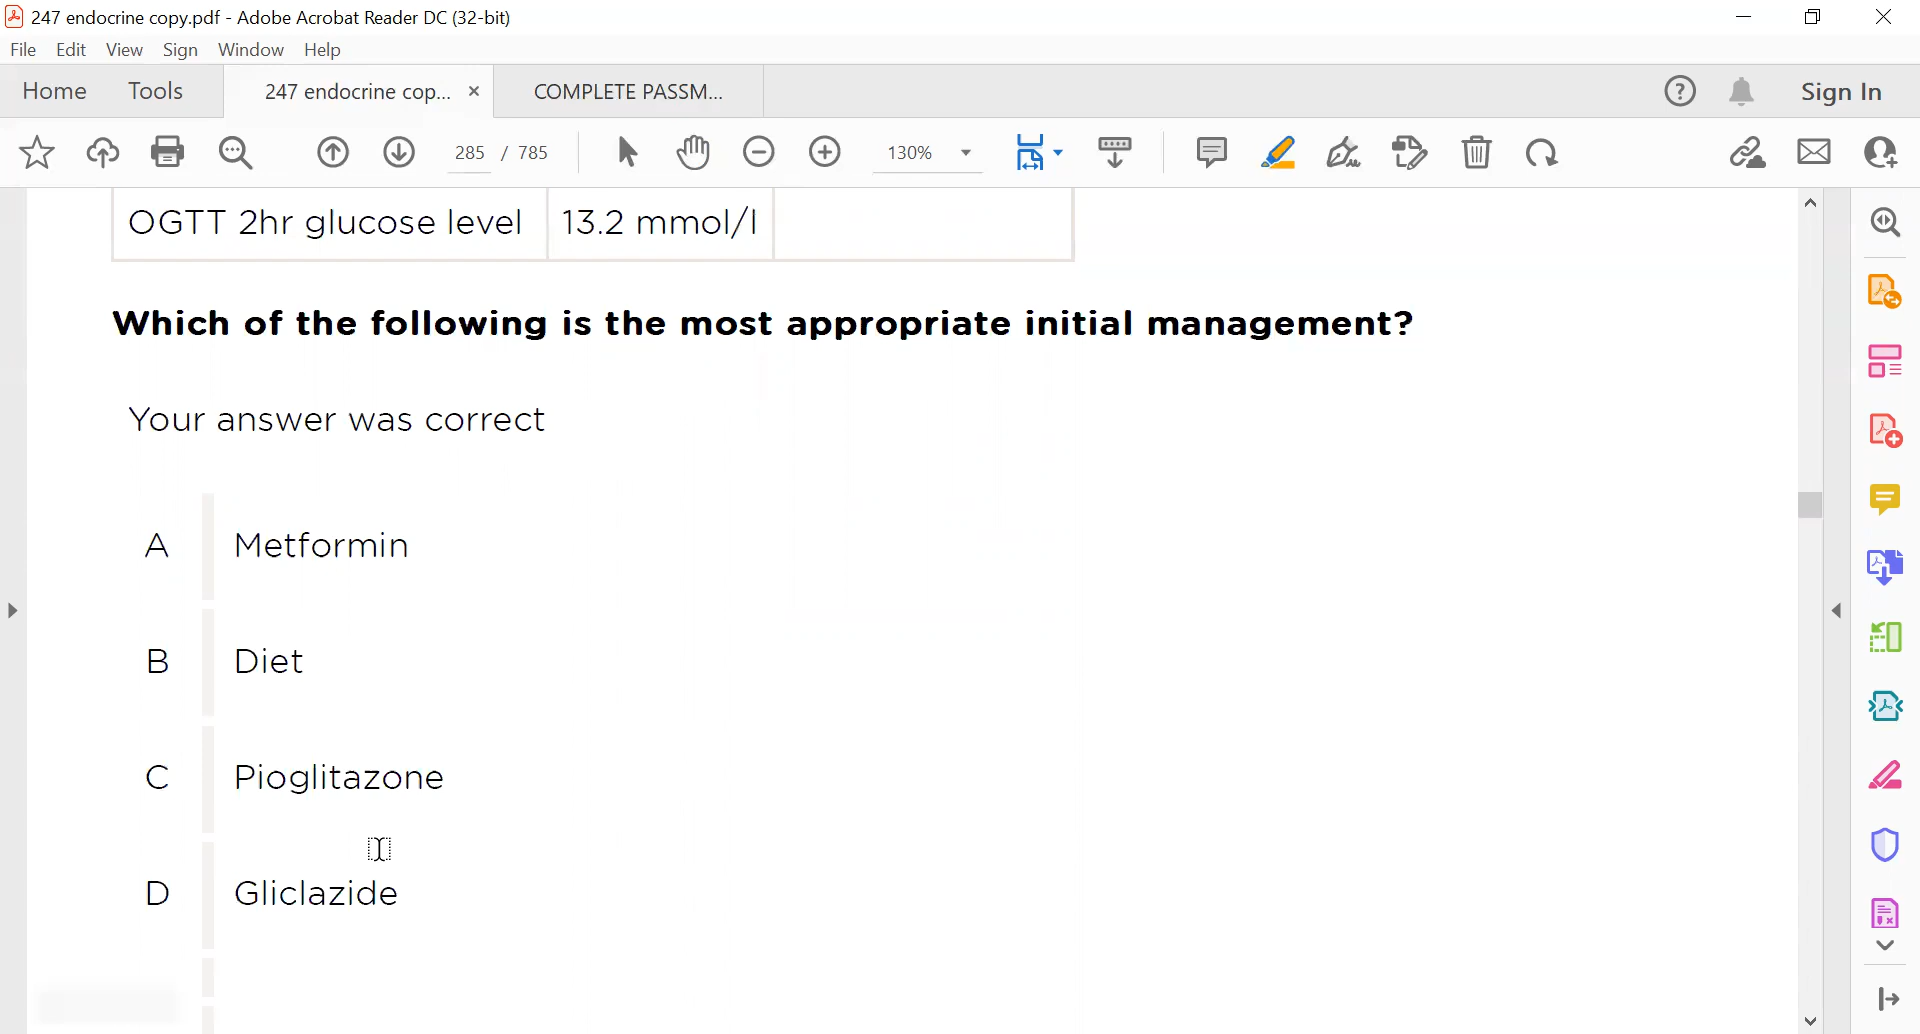 247 endocrine copy.pdf - Adobe Acrobat Reader DC (32-bit)
File Edit View Sign Window Help
Home Tools 247 endocrine cop... × COMPLETE PASSM... Sign In
285 / 785 130%
OGTT 2hr glucose level 13.2 mmol/l
Which of the following is the most appropriate initial management?
Your answer was correct
A Metformin
B Diet
C Pioglitazone
D Gliclazide